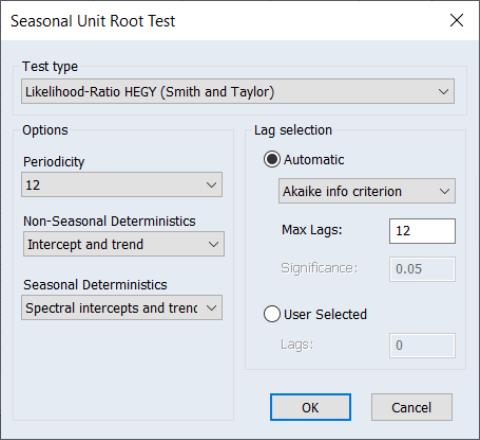 Seasonal Unit Root Test
Test type
Likelihood-Ratio HEGY (Smith and Taylor)
Options
Periodicity
12
Non-Seasonal Deterministics
Intercept and trend
Seasonal Deterministics
Spectral intercepts and trenc
Lag selection
Automatic
Akaike info criterion
Max Lags:
12
Significance:
0.05
User Selected
Lags:
0
OK
Cancel